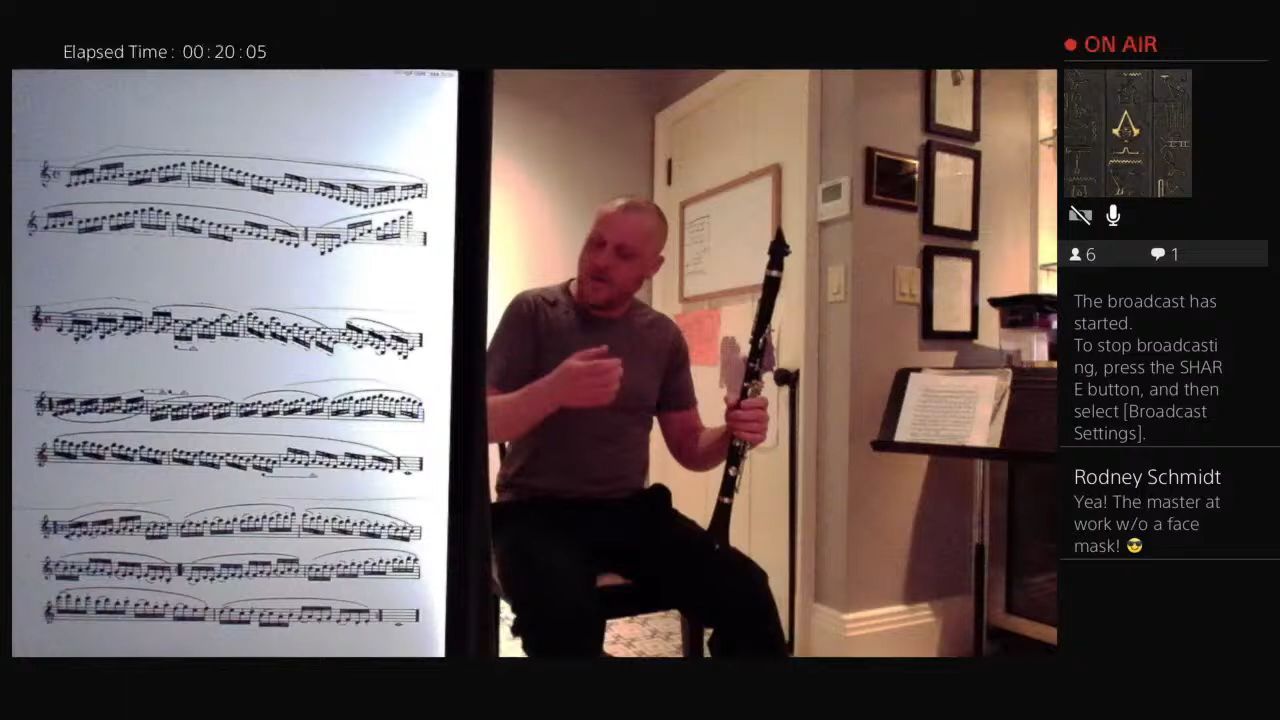 Elapsed Time: 00:20:05
ON AIR
6
1
The broadcast has
started.
To stop broadcasti
ng, press the SHAR
E button, and then
select [Broadcast
Settings].
Rodney Schmidt
Yea! The master at
work w/o a face
mask! 😎